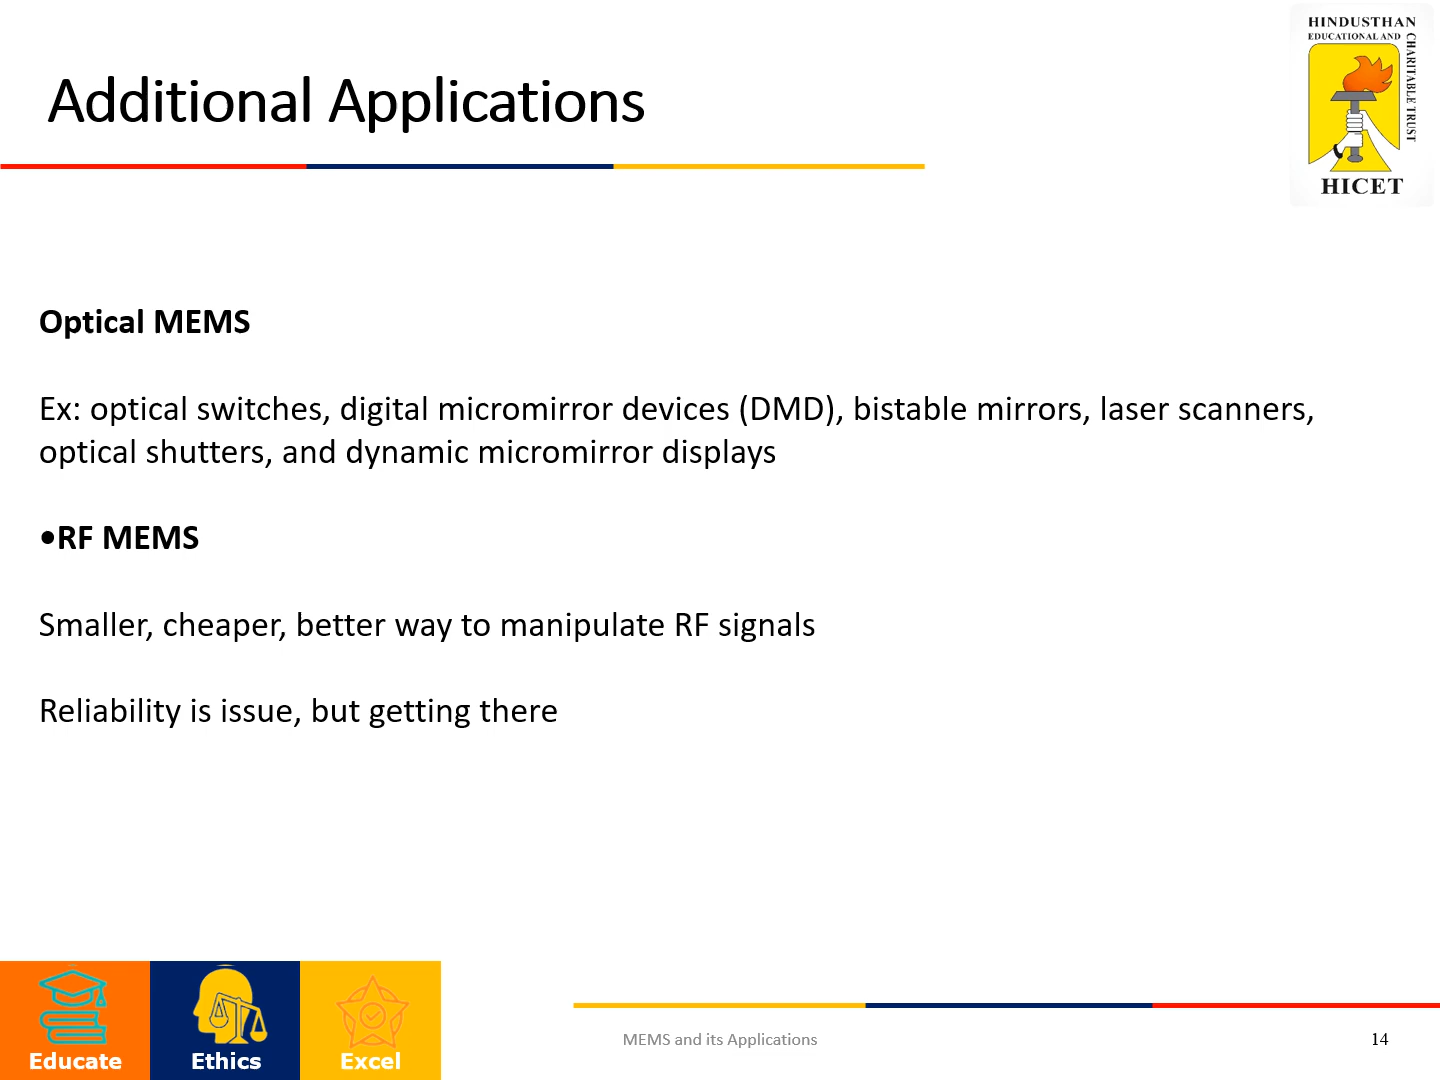 Additional Applications
HINDUSTHAN
EDUCATIONAL AND
CHARITABLE TRUST
HICET
Optical MEMS
Ex: optical switches, digital micromirror devices (DMD), bistable mirrors, laser scanners,
optical shutters, and dynamic micromirror displays
•RF MEMS
Smaller, cheaper, better way to manipulate RF signals
Reliability is issue, but getting there
Educate
Ethics
Excel
MEMS and its Applications
14